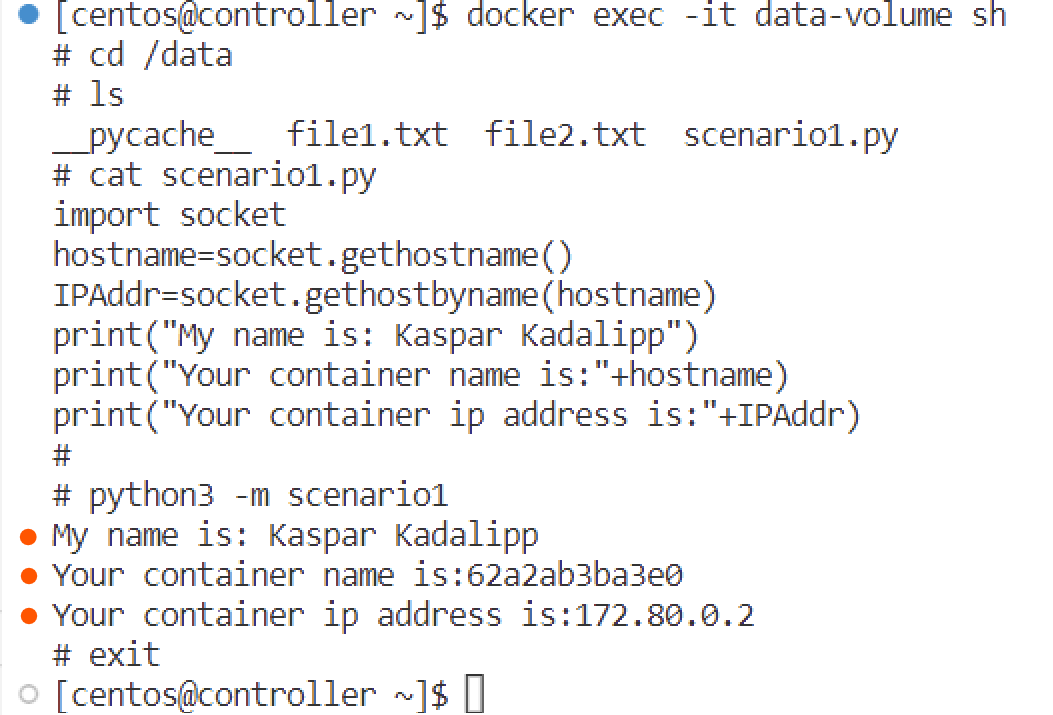 [centos@controller ~]$ docker exec -it data-volume sh
# cd /data
# ls
__pycache__  file1.txt  file2.txt  scenario1.py
# cat scenario1.py
import socket
hostname=socket.gethostname()
IPAddr=socket.gethostbyname(hostname)
print("My name is: Kaspar Kadalipp")
print("Your container name is:"+hostname)
print("Your container ip address is:"+IPAddr)
#
# python3 -m scenario1
My name is: Kaspar Kadalipp
Your container name is:62a2ab3ba3e0
Your container ip address is:172.80.0.2
# exit
[centos@controller ~]$